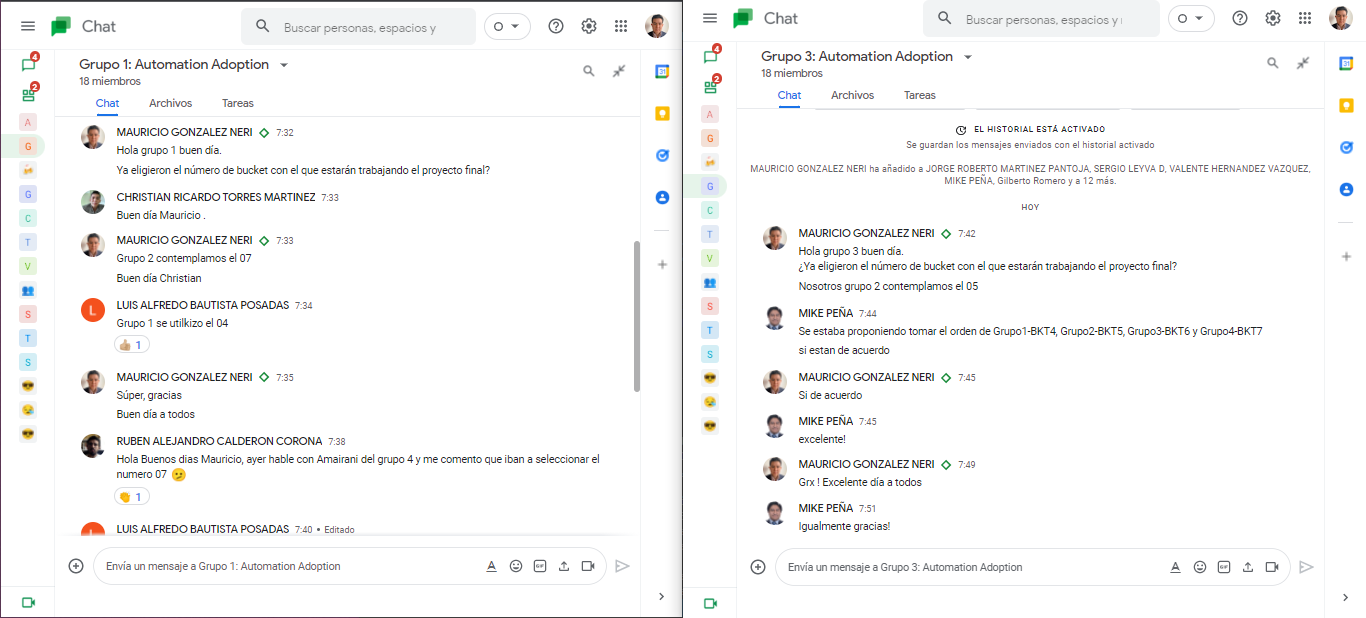 Chat
Buscar personas, espacios y
Grupo 1: Automation Adoption
18 miembros
Chat Archivos Tareas
4
2
A
G
G
C
T
V
S
T
S
31
MAURICIO GONZALEZ NERI 7:32
Hola grupo 1 buen día.
Ya eligieron el número de bucket con el que estarán trabajando el proyecto final?
CHRISTIAN RICARDO TORRES MARTINEZ 7:33
Buen día Mauricio .
MAURICIO GONZALEZ NERI 7:33
Grupo 2 contemplamos el 07
Buen día Christian
L
LUIS ALFREDO BAUTISTA POSADAS 7:34
Grupo 1 se utilkizo el 04
1
MAURICIO GONZALEZ NERI 7:35
Súper, gracias
Buen día a todos
RUBEN ALEJANDRO CALDERON CORONA 7:38
Hola Buenos dias Mauricio, ayer hable con Amairani del grupo 4 y me comento que iban a seleccionar el
numero 07
1
LUIS ALFREDO BAUTISTA POSADAS 7:40 • Editado
Envía un mensaje a Grupo 1: Automation Adoption
GIF
Chat
Buscar personas, espacios y
Grupo 3: Automation Adoption
18 miembros
Chat Archivos Tareas
4
2
A
G
G
C
T
V
S
T
S
31
EL HISTORIAL ESTÁ ACTIVADO
Se guardan los mensajes enviados con el historial activado
MAURICIO GONZALEZ NERI ha añadido a JORGE ROBERTO MARTINEZ PANTOJA, SERGIO LEYVA D, VALENTE HERNANDEZ VAZQUEZ,
MIKE PEÑA, Gilberto Romero y a 12 más.
HOY
MAURICIO GONZALEZ NERI 7:42
Hola grupo 3 buen día.
¿Ya eligieron el número de bucket con el que estarán trabajando el proyecto final?
Nosotros grupo 2 contemplamos el 05
MIKE PEÑA 7:44
Se estaba proponiendo tomar el orden de Grupo1-BKT4, Grupo2-BKT5, Grupo3-BKT6 y Grupo4-BKT7
si estan de acuerdo
MAURICIO GONZALEZ NERI 7:45
Si de acuerdo
MIKE PEÑA 7:45
excelente!
MAURICIO GONZALEZ NERI 7:49
Grx ! Excelente día a todos
MIKE PEÑA 7:51
Igualmente gracias!
Envía un mensaje a Grupo 3: Automation Adoption
GIF